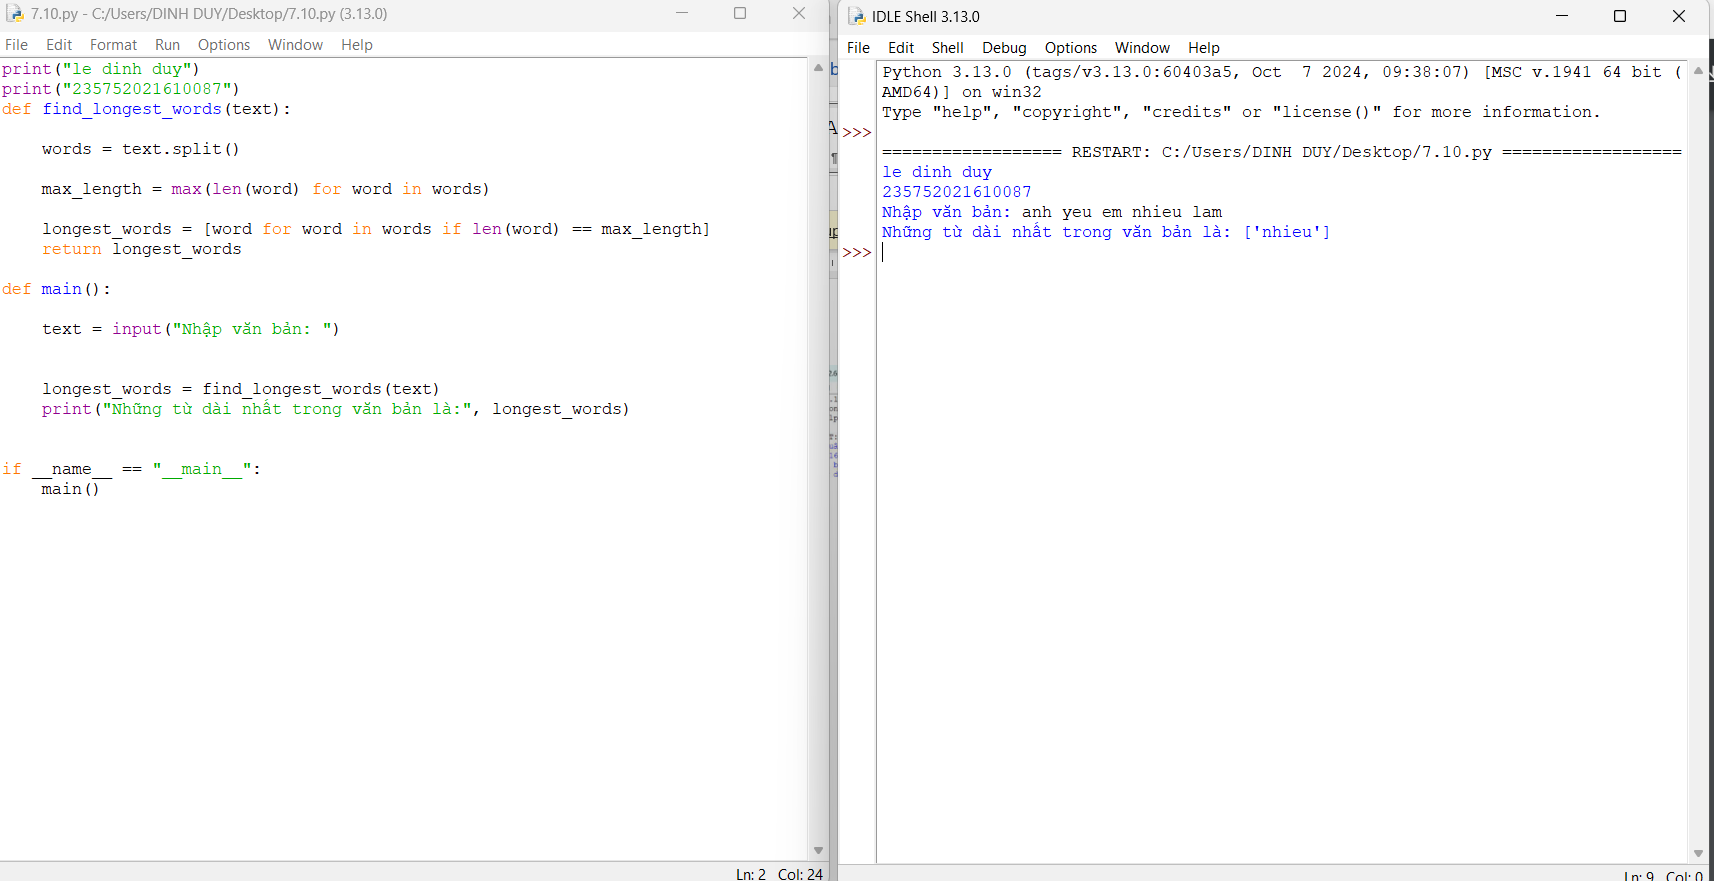 7.10.py - C:/Users/DINH DUY/Desktop/7.10.py (3.13.0)
File Edit Format Run Options Window Help
print("le dinh duy")
print("235752021610087")
def find_longest_words(text):
words = text.split()
max_length = max(len(word) for word in words)
longest_words = [word for word in words if len(word) == max_length]
return longest_words
def main():
text = input("Nhập văn bản: ")
longest_words = find_longest_words(text)
print("Những từ dài nhất trong văn bản là:", longest_words)
if __name__ == "__main__":
main()
Ln: 2 Col: 24
IDLE Shell 3.13.0
File Edit Shell Debug Options Window Help
Python 3.13.0 (tags/v3.13.0:60403a5, Oct  7 2024, 09:38:07) [MSC v.1941 64 bit (
AMD64)] on win32
Type "help", "copyright", "credits" or "license()" for more information.
>>>
================== RESTART: C:/Users/DINH DUY/Desktop/7.10.py ==================
le dinh duy
235752021610087
Nhập văn bản: anh yeu em nhieu lam
Những từ dài nhất trong văn bản là: ['nhieu']
>>>
Ln: 9 Col: 0